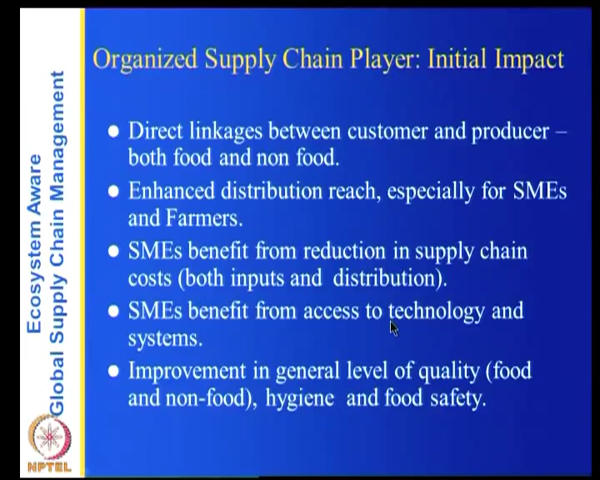 Organized Supply Chain Player: Initial Impact
● Direct linkages between customer and producer –
both food and non food.
● Enhanced distribution reach, especially for SMEs
and Farmers.
● SMEs benefit from reduction in supply chain
costs (both inputs and distribution).
● SMEs benefit from access to technology and
systems.
● Improvement in general level of quality (food
and non-food), hygiene and food safety.
Ecosystem Aware
Global Supply Chain Management
NPTEL